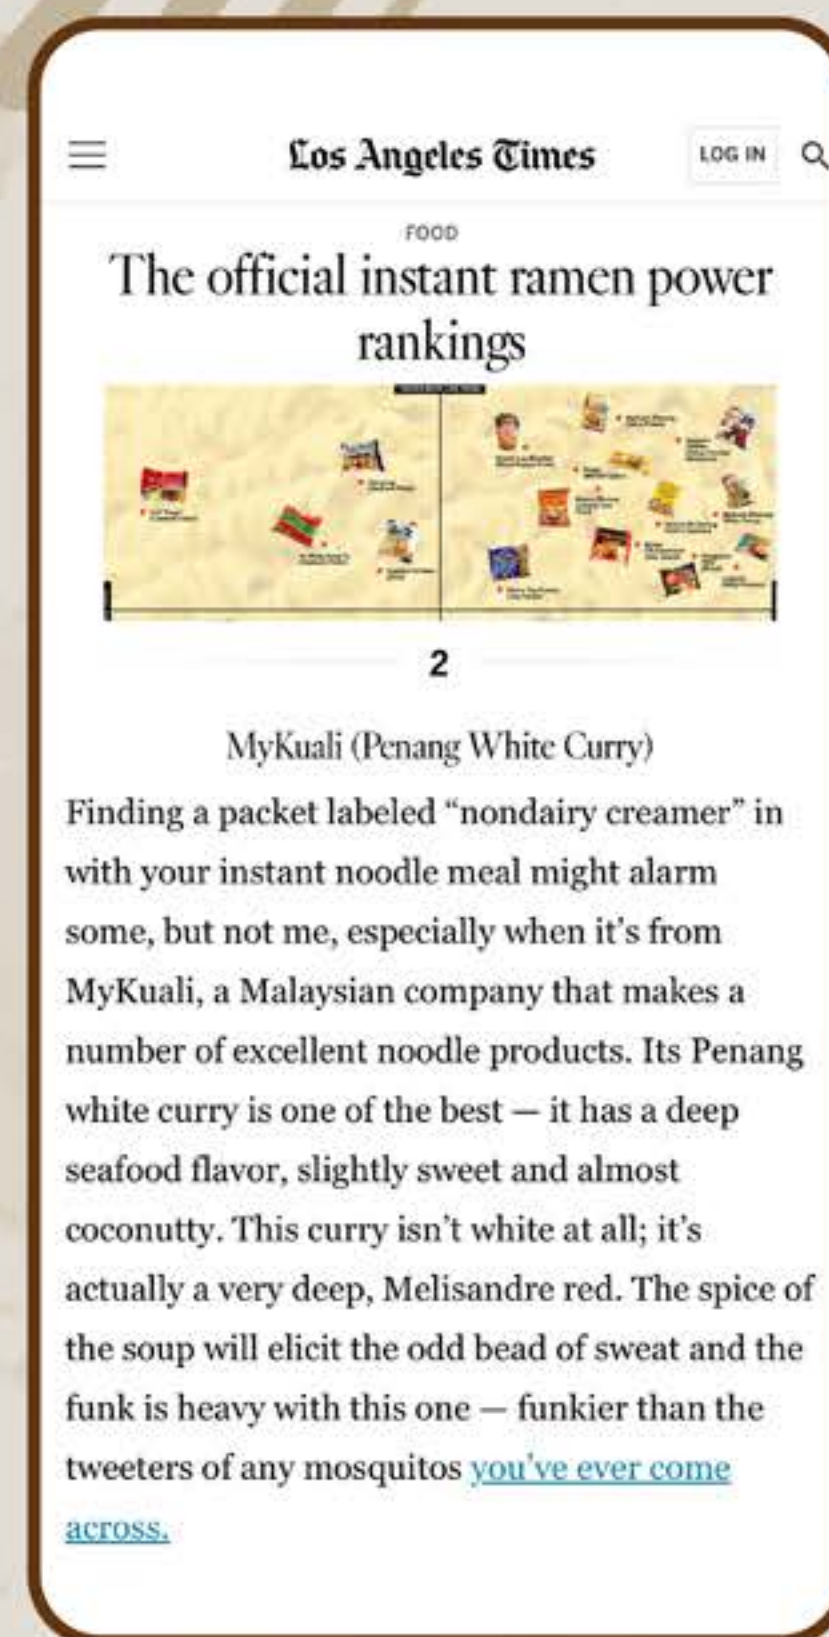 Los Angeles Times
LOG IN
FOOD
The official instant ramen power
rankings
2
MyKuali (Penang White Curry)
Finding a packet labeled “nondairy creamer” in
with your instant noodle meal might alarm
some, but not me, especially when it’s from
MyKuali, a Malaysian company that makes a
number of excellent noodle products. Its Penang
white curry is one of the best — it has a deep
seafood flavor, slightly sweet and almost
coconutty. This curry isn’t white at all; it’s
actually a very deep, Melisandre red. The spice of
the soup will elicit the odd bead of sweat and the
funk is heavy with this one — funkier than the
tweeters of any mosquitos you’ve ever come
across.